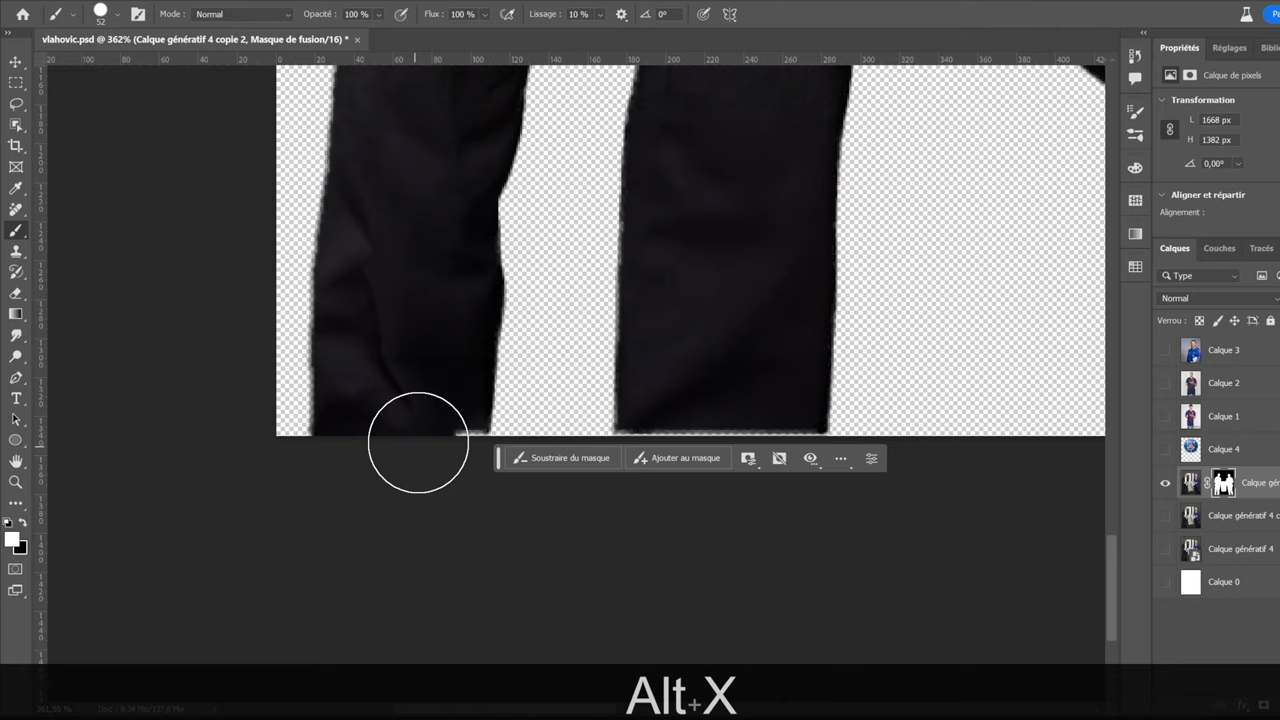 Mode : Normal Opacité : 100 % Flux : 100 % Lissage : 10 % 0°
52
vlahovic.psd @ 362% (Calque génératif 4 copie 2, Masque de fusion/16) * ×
Propriétés Réglages
Calque de pixels
Transformation
L 1668 px
H 1382 px
0,00°
Aligner et répartir
Alignement :
Calques Couches Tracés
Type
Normal
Verrou :
Calque 3
Calque 2
Calque 1
Calque 4
Calque gén
Calque génératif 4 c
Calque génératif 4
Calque 0
Soustraire du masque Ajouter au masque
Alt+X